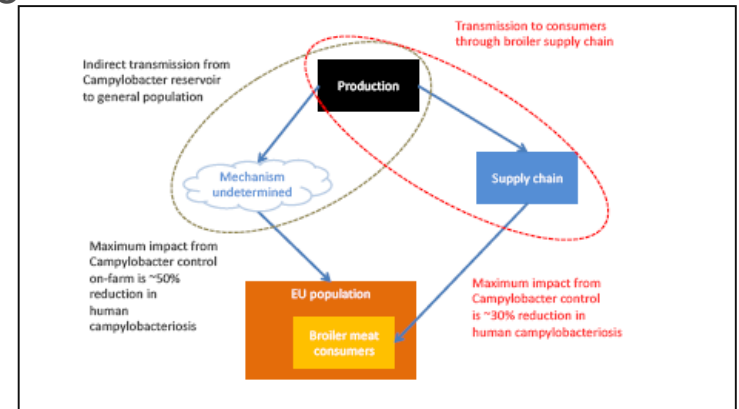 Transmission to consumers
through broiler supply chain
Indirect transmission from
Campylobacter reservoir
to general population
Production
Mechanism
undetermined
Supply chain
Maximum impact from
Campylobacter control
on-farm is ~50%
reduction in
human
campylobacteriosis
EU population
Broiler meat
consumers
Maximum impact from
Campylobacter control
is ~30% reduction in
human campylobacteriosis